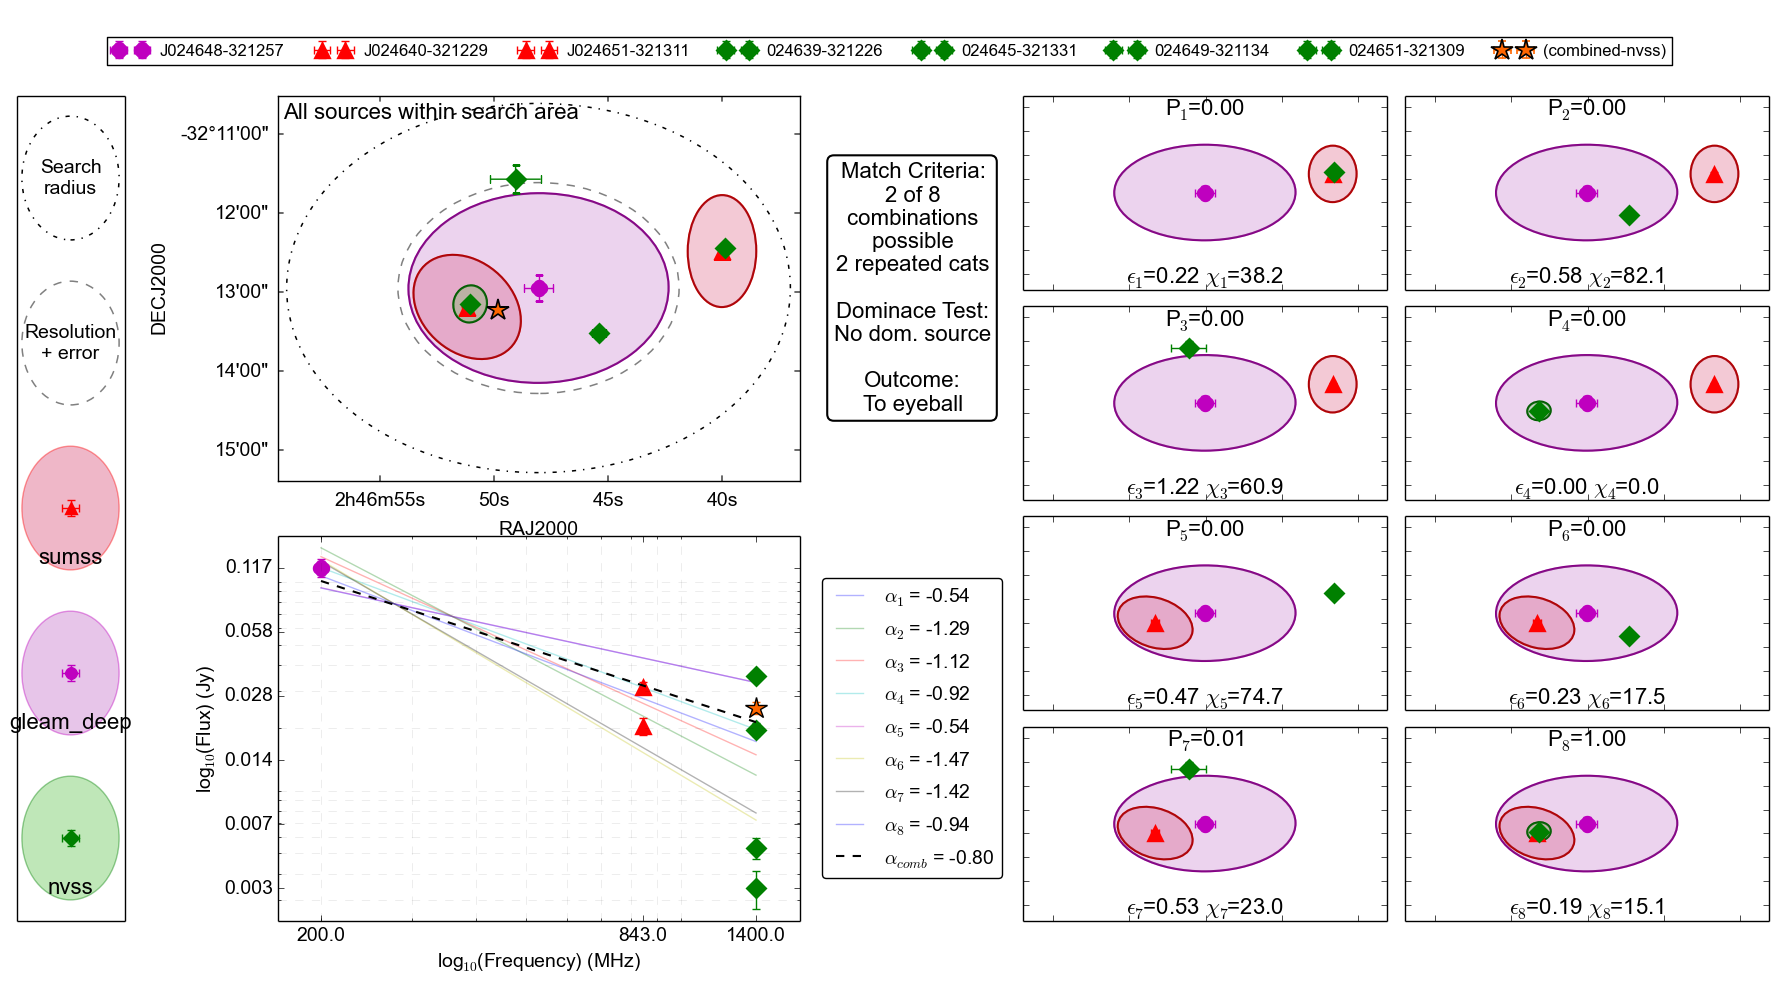 J024648-321257 J024640-321229 J024651-321311 024639-321226 024645-321331 024649-321134 024651-321309 (combined-nvss)
Search
radius
Resolution
+ error
sumss
gleam_deep
nvss
All sources within search area
DECJ2000
-32°11'00"
12'00"
13'00"
14'00"
15'00"
2h46m55s 50s 45s 40s
RAJ2000
Match Criteria:
2 of 8
combinations
possible
2 repeated cats
Dominace Test:
No dom. source
Outcome:
To eyeball
log10(Flux) (Jy)
0.117
0.058
0.028
0.014
0.007
0.003
200.0 843.0 1400.0
log10(Frequency) (MHz)
α1 = -0.54
α2 = -1.29
α3 = -1.12
α4 = -0.92
α5 = -0.54
α6 = -1.47
α7 = -1.42
α8 = -0.94
αcomb = -0.80
P1=0.00
ϵ1=0.22 χ1=38.2
P2=0.00
ϵ2=0.58 χ2=82.1
P3=0.00
ϵ3=1.22 χ3=60.9
P4=0.00
ϵ4=0.00 χ4=0.0
P5=0.00
ϵ5=0.47 χ5=74.7
P6=0.00
ϵ6=0.23 χ6=17.5
P7=0.01
ϵ7=0.53 χ7=23.0
P8=1.00
ϵ8=0.19 χ8=15.1